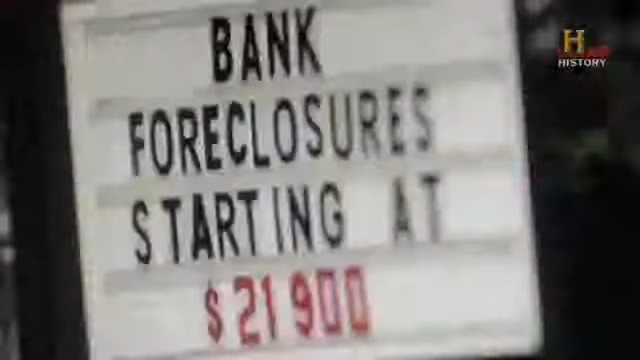 BANK
FORECLOSURES
STARTING AT
$21900
H
HISTORY